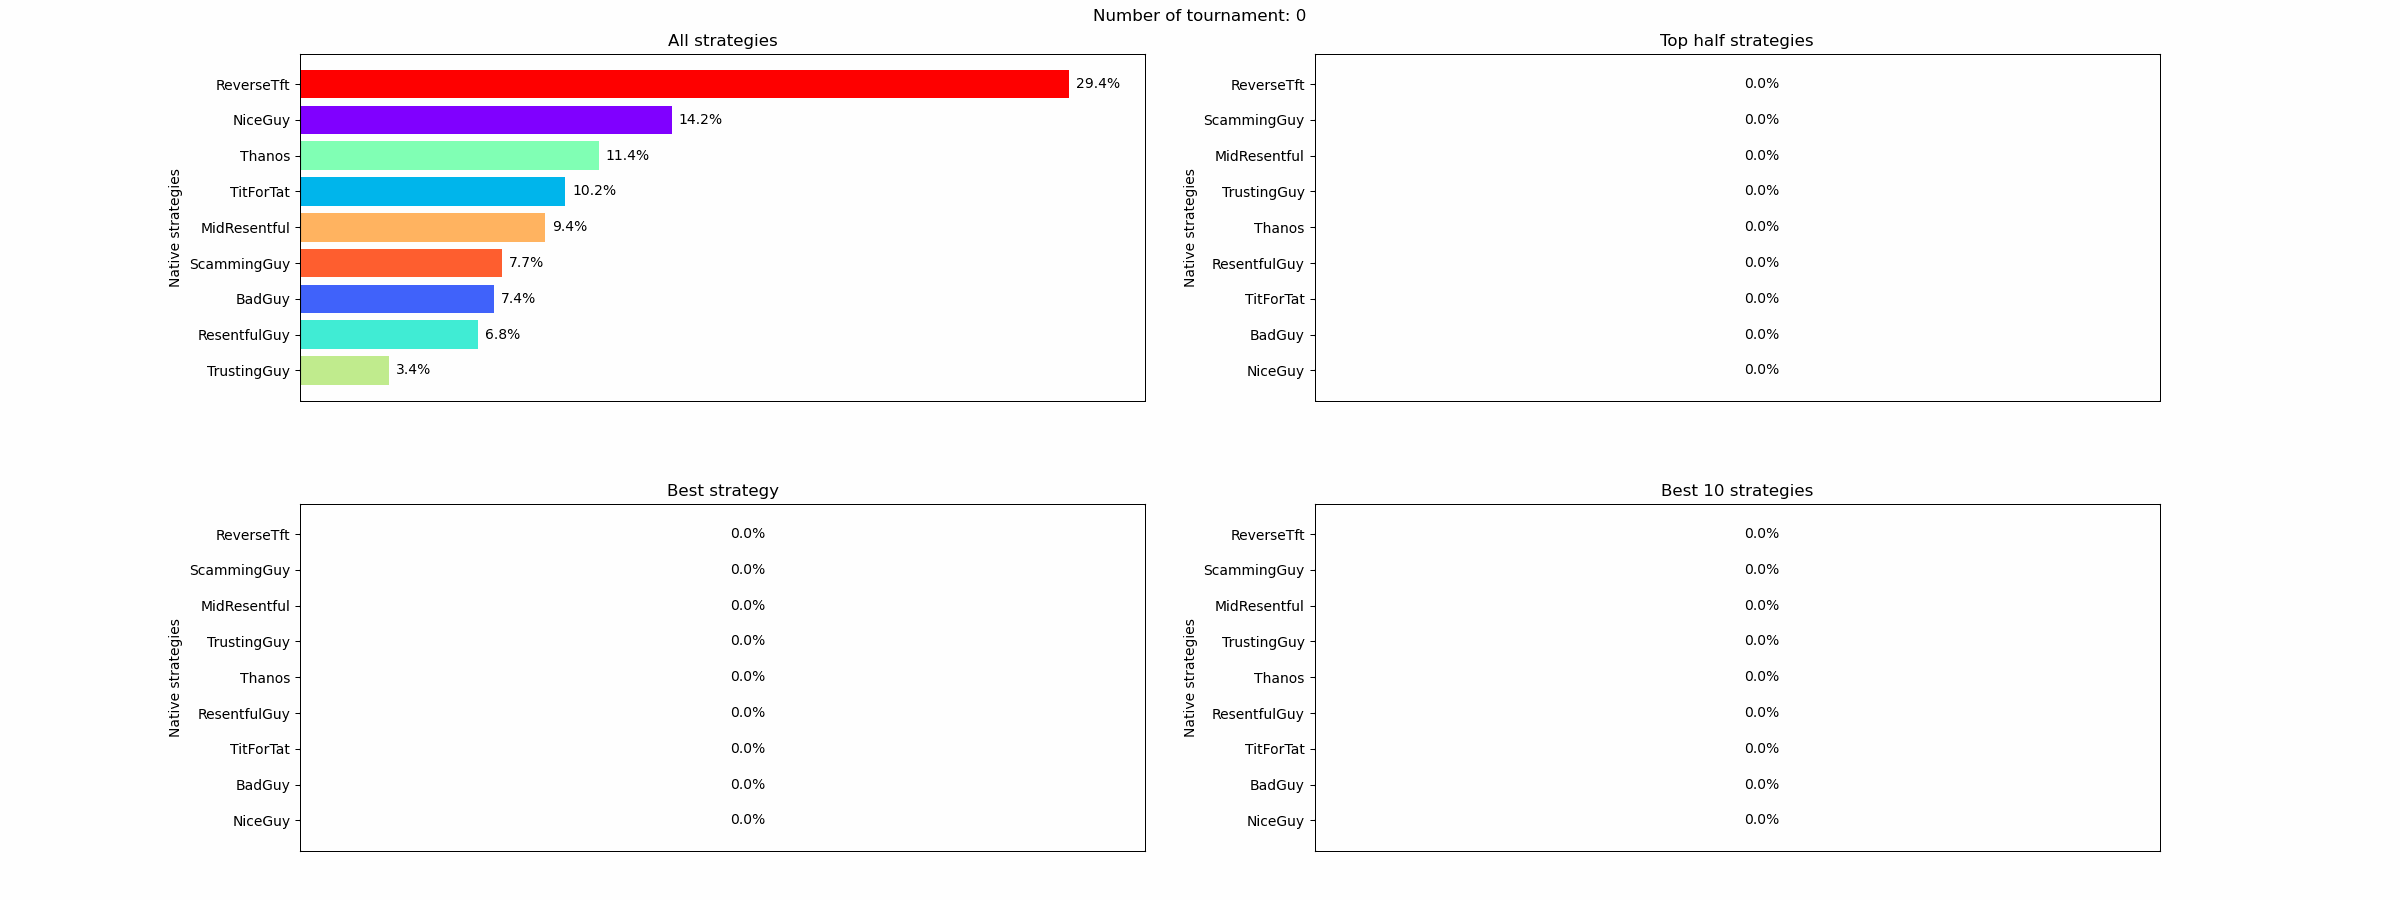 Number of tournament: 0
All strategies
Native strategies
ReverseTft 29.4%
NiceGuy 14.2%
Thanos 11.4%
TitForTat 10.2%
MidResentful 9.4%
ScammingGuy 7.7%
BadGuy 7.4%
ResentfulGuy 6.8%
TrustingGuy 3.4%
Top half strategies
Native strategies
ReverseTft 0.0%
ScammingGuy 0.0%
MidResentful 0.0%
TrustingGuy 0.0%
Thanos 0.0%
ResentfulGuy 0.0%
TitForTat 0.0%
BadGuy 0.0%
NiceGuy 0.0%
Best strategy
Native strategies
ReverseTft 0.0%
ScammingGuy 0.0%
MidResentful 0.0%
TrustingGuy 0.0%
Thanos 0.0%
ResentfulGuy 0.0%
TitForTat 0.0%
BadGuy 0.0%
NiceGuy 0.0%
Best 10 strategies
Native strategies
ReverseTft 0.0%
ScammingGuy 0.0%
MidResentful 0.0%
TrustingGuy 0.0%
Thanos 0.0%
ResentfulGuy 0.0%
TitForTat 0.0%
BadGuy 0.0%
NiceGuy 0.0%